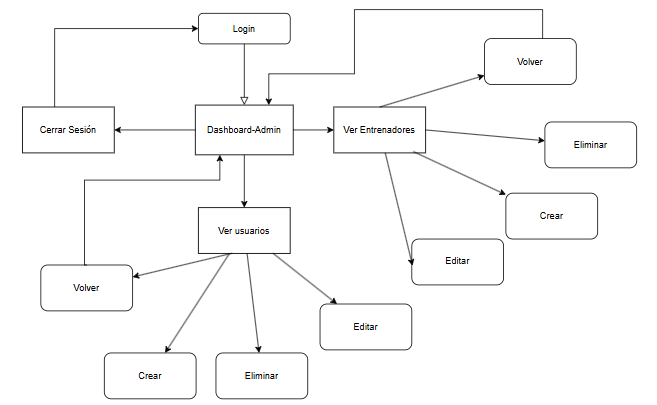 Login
Volver
Cerrar Sesión
Dashboard-Admin
Ver Entrenadores
Eliminar
Crear
Ver usuarios
Editar
Volver
Editar
Crear
Eliminar